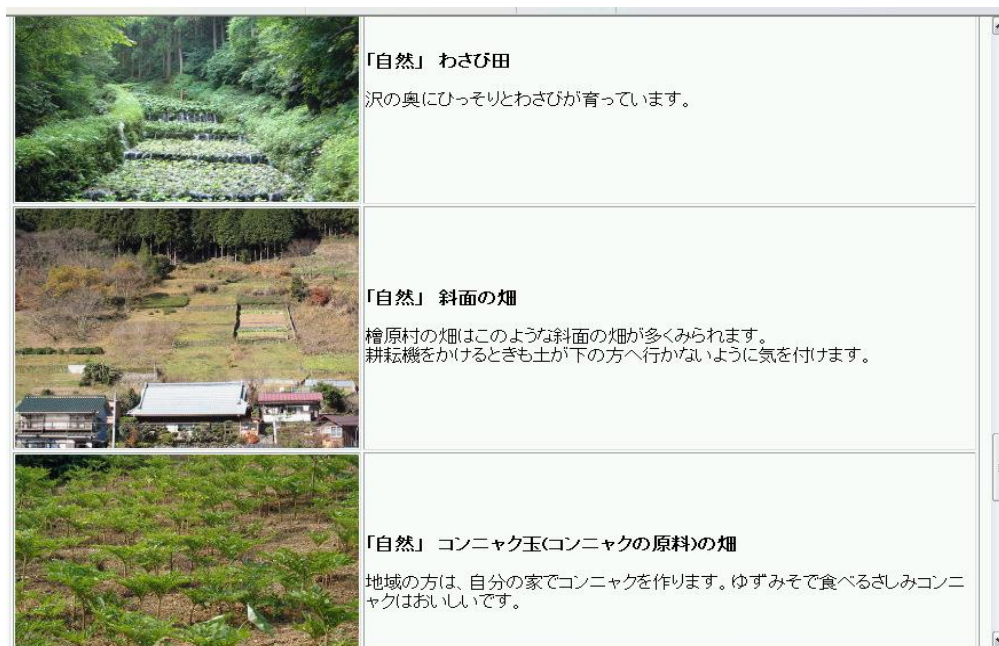 「自然」 わさび田
沢の奥にひっそりとわさびが育っています。
「自然」 斜面の畑
檜原村の畑はこのような斜面の畑が多くみられます。
耕耘機をかけるときも土が下の方へ行かないように気を付けます。
「自然」 コンニャク玉(コンニャクの原料)の畑
地域の方は、自分の家でコンニャクを作ります。ゆずみそで食べるさしみコンニ
ャクはおいしいです。